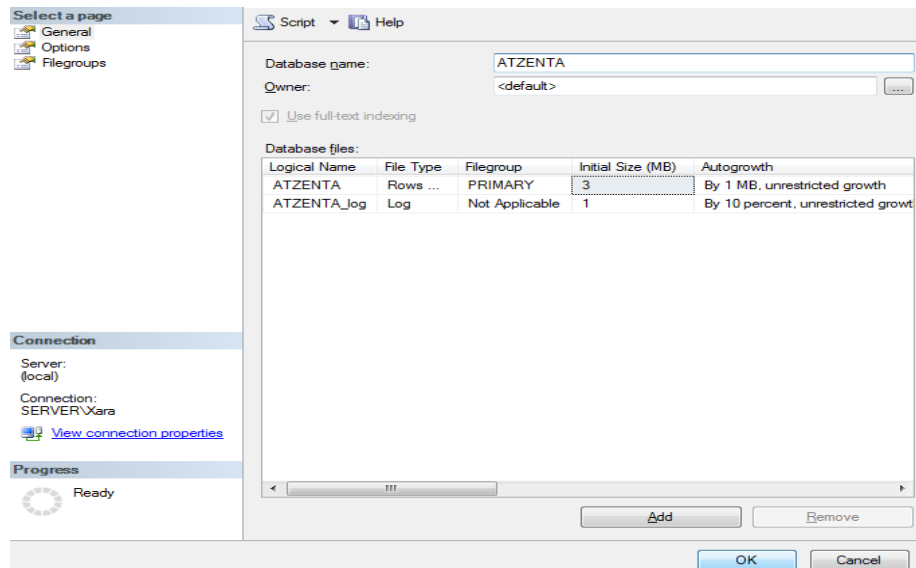 Select a page
General
Options
Filegroups
Script Help
Database name: ATZENTA
Owner: <default> ...
Use full-text indexing
Database files:
Logical Name File Type Filegroup Initial Size (MB) Autogrowth
ATZENTA Rows ... PRIMARY 3 By 1 MB, unrestricted growth
ATZENTA_log Log Not Applicable 1 By 10 percent, unrestricted growt
Connection
Server:
(local)
Connection:
SERVER\Xara
View connection properties
Progress
Ready
Add Remove
OK Cancel